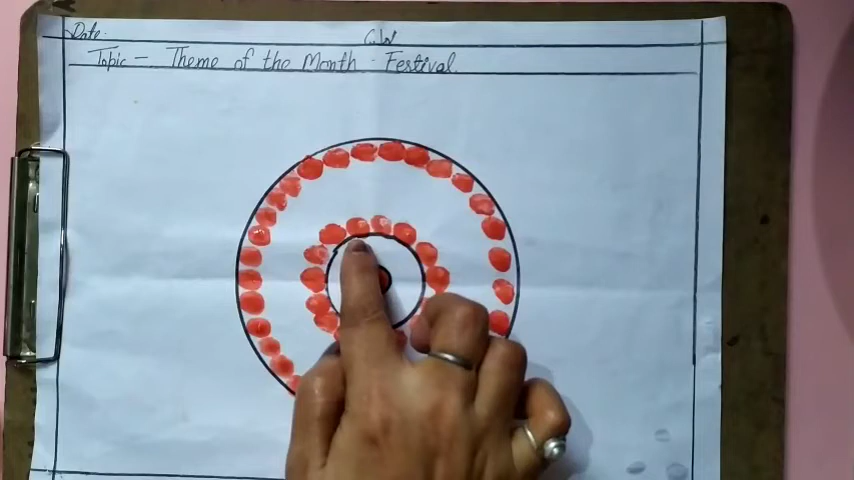 Date.
C.W
Topic - Theme of the Month - Festival.